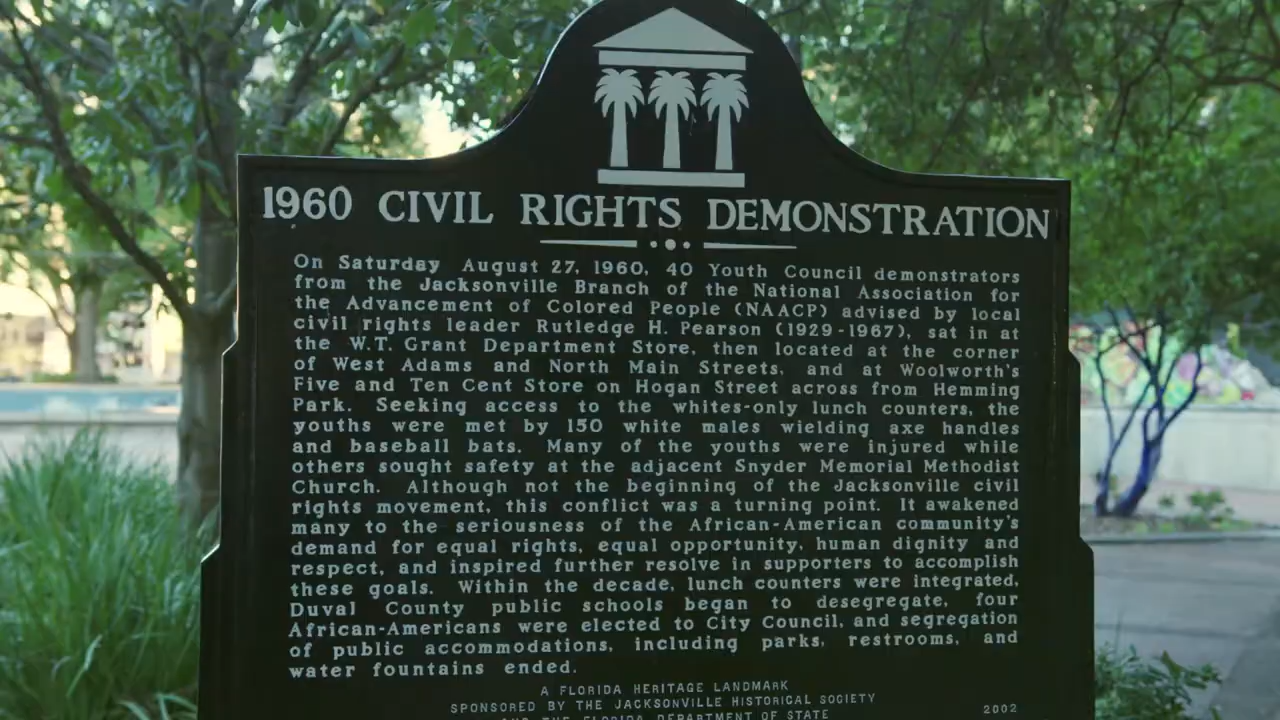 1960 CIVIL RIGHTS DEMONSTRATION
On Saturday August 27, 1960, 40 Youth Council demonstrators
from the Jacksonville Branch of the National Association for
the Advancement of Colored People (NAACP) advised by local
civil rights leader Rutledge H. Pearson (1929-1967), sat in at
the W.T. Grant Department Store, then located at the corner
of West Adams and North Main Streets, and at Woolworth's
Five and Ten Cent Store on Hogan Street across from Hemming
Park. Seeking access to the whites-only lunch counters, the
youths were met by 150 white males wielding axe handles
and baseball bats. Many of the youths were injured while
others sought safety at the adjacent Snyder Memorial Methodist
Church. Although not the beginning of the Jacksonville civil
rights movement, this conflict was a turning point. It awakened
many to the seriousness of the African-American community's
demand for equal rights, equal opportunity, human dignity and
respect, and inspired further resolve in supporters to accomplish
these goals. Within the decade, lunch counters were integrated,
Duval County public schools began to desegregate, four
African-Americans were elected to City Council, and segregation
of public accommodations, including parks, restrooms, and
water fountains ended.
A FLORIDA HERITAGE LANDMARK
SPONSORED BY THE JACKSONVILLE HISTORICAL SOCIETY
AND THE FLORIDA DEPARTMENT OF STATE
2002